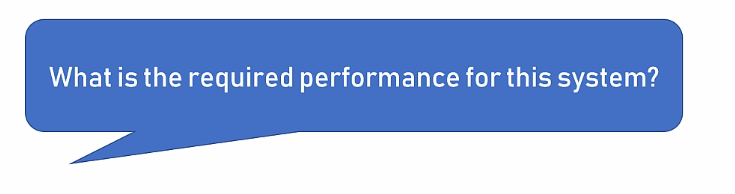 What is the required performance for this system?